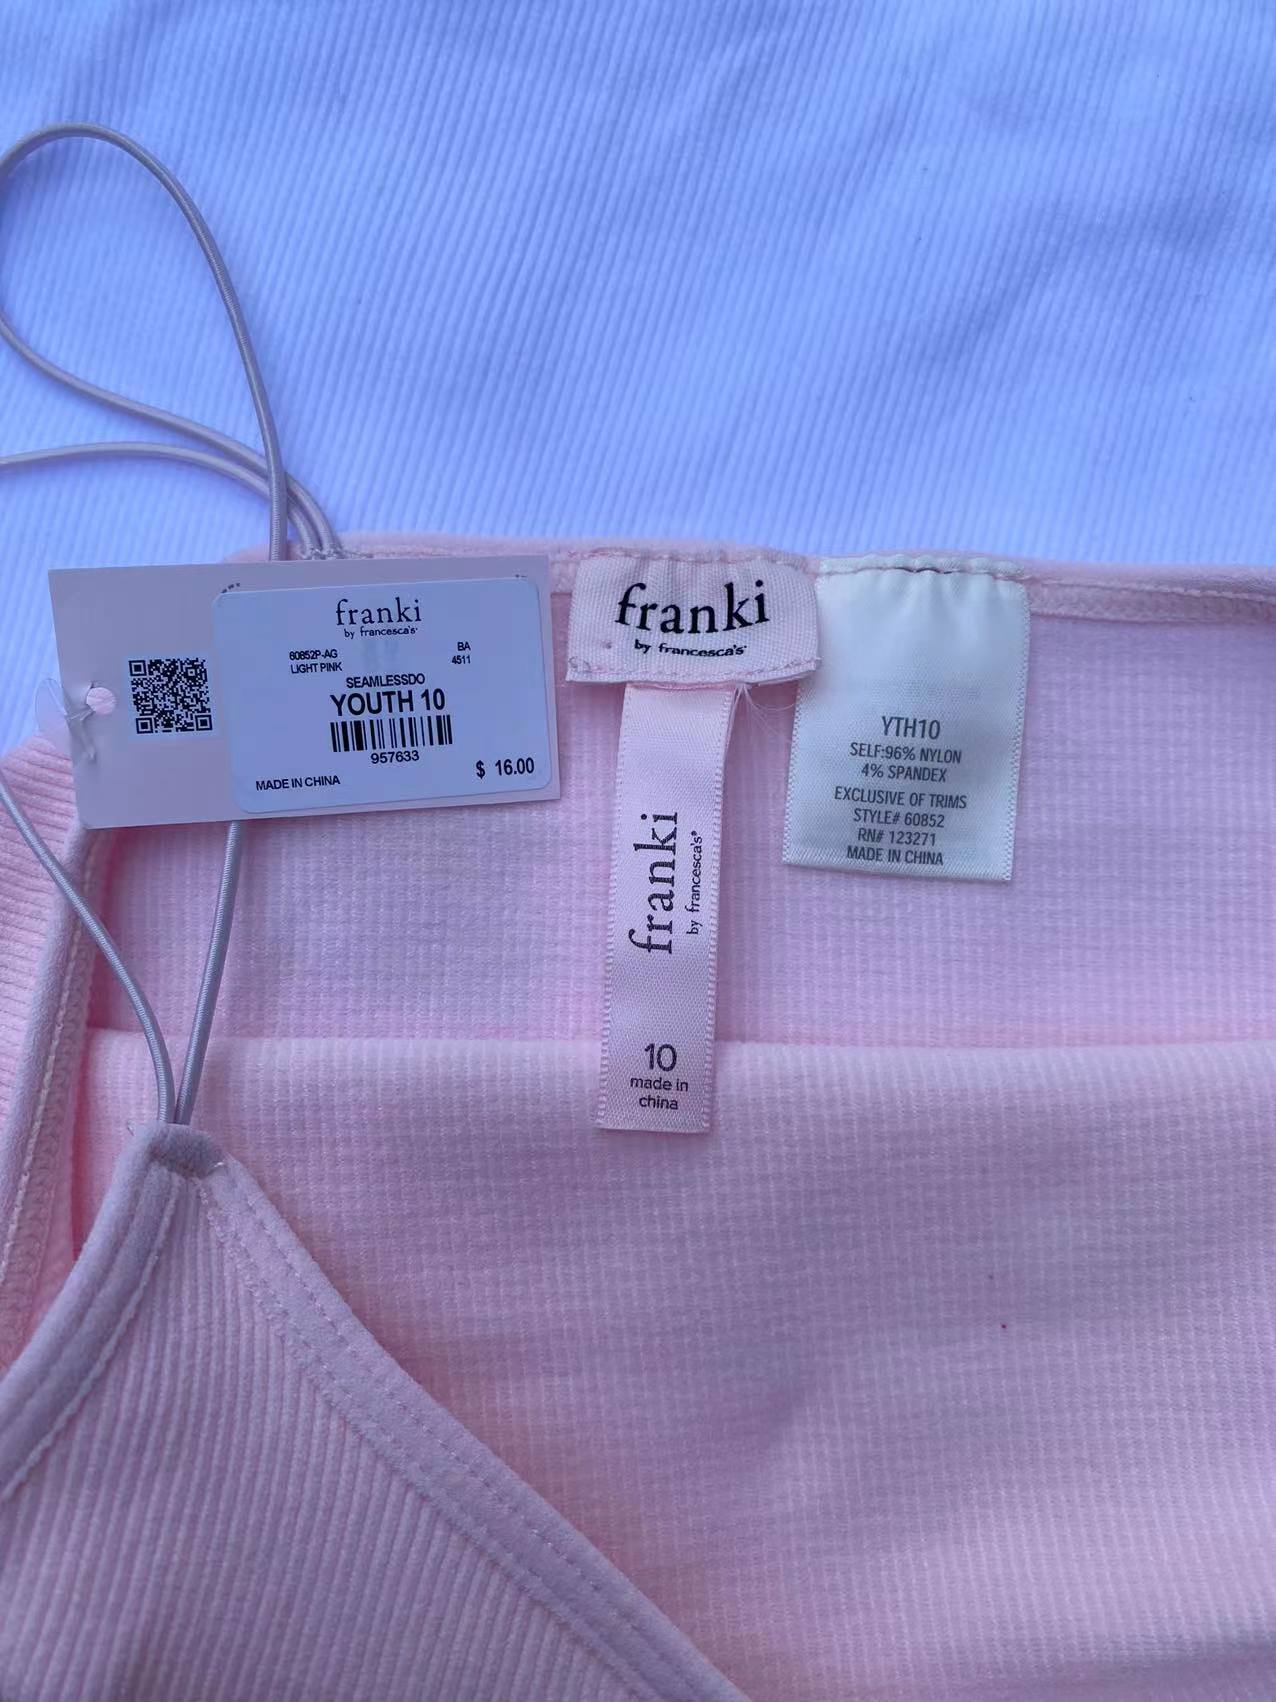 franki
by francesca's®
60852P-AG
BA
LIGHT PINK
4511
SEAMLESSDO
YOUTH 10
957633
$ 16.00
MADE IN CHINA
franki
by francesca's®
franki
by francesca's®
10
made in
china
YTH10
SELF:96% NYLON
4% SPANDEX
EXCLUSIVE OF TRIMS
STYLE# 60852
RN# 123271
MADE IN CHINA